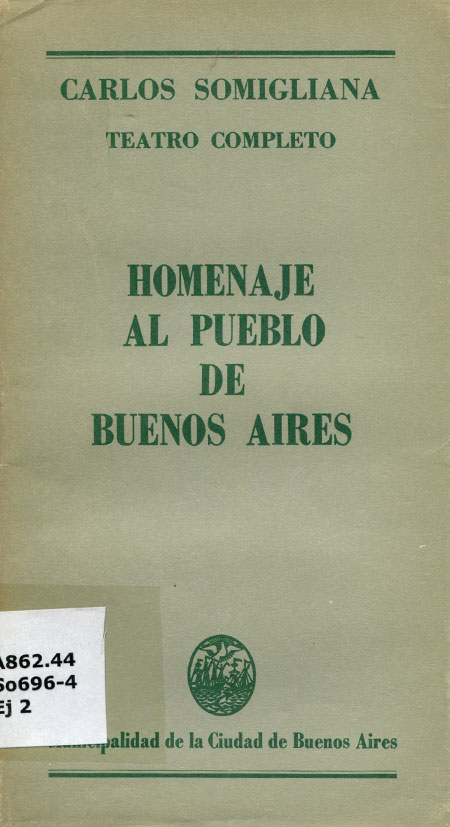 CARLOS SOMIGLIANA
TEATRO COMPLETO
HOMENAJE
AL PUEBLO
DE
BUENOS AIRES
A862.44
So696-4
Ej 2
Municipalidad de la Ciudad de Buenos Aires